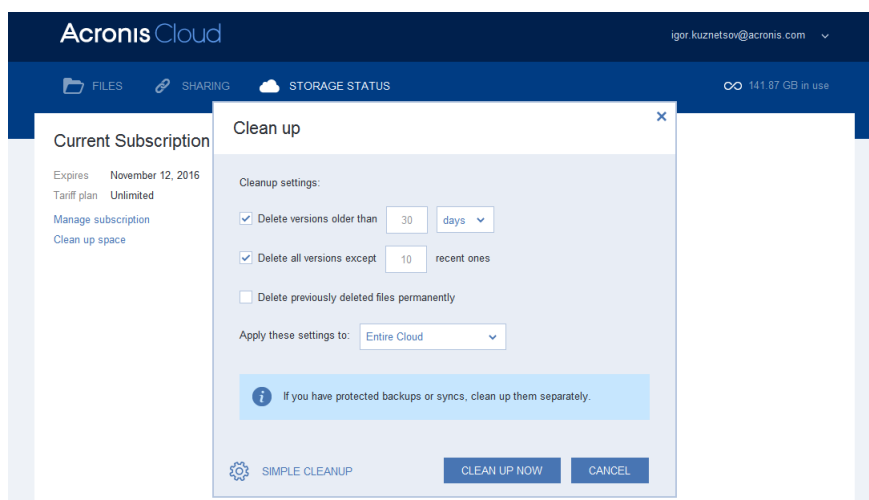 Acronis Cloud
igor.kuznetsov@acronis.com
FILES
SHARING
STORAGE STATUS
141.87 GB in use
Current Subscription
Expires November 12, 2016
Tariff plan Unlimited
Manage subscription
Clean up space
Clean up
Cleanup settings:
Delete versions older than 30 days
Delete all versions except 10 recent ones
Delete previously deleted files permanently
Apply these settings to: Entire Cloud
If you have protected backups or syncs, clean up them separately.
SIMPLE CLEANUP
CLEAN UP NOW
CANCEL